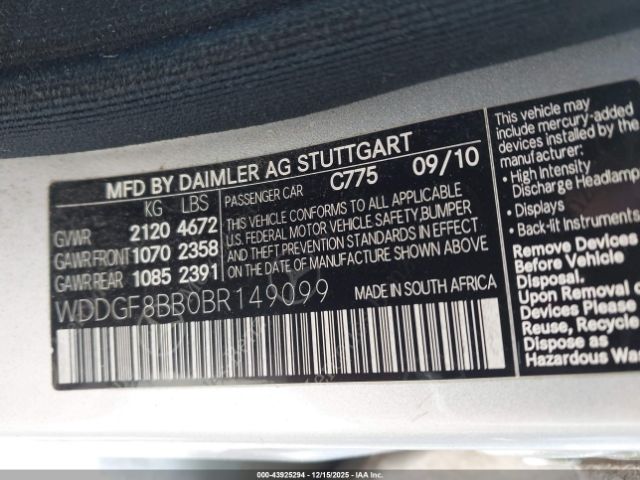 MFD BY DAIMLER AG STUTTGART
KG LBS
GVWR 2120 4672
GAWR FRONT 1070 2358
GAWR REAR 1085 2391
PASSENGER CAR C775 09/10
THIS VEHICLE CONFORMS TO ALL APPLICABLE
U.S. FEDERAL MOTOR VEHICLE SAFETY, BUMPER
AND THEFT PREVENTION STANDARDS IN EFFECT
ON THE DATE OF MANUFACTURE SHOWN ABOVE
WDDGF8BB0BR149099 MADE IN SOUTH AFRICA
This vehicle may
include mercury-added
devices installed by the
manufacturer:
• High Intensity
Discharge Headlamp
• Displays
• Back-lit Instrument
Remove Devices
Before Vehicle
Disposal.
Upon Removal of
Devices Please
Reuse, Recycle
or Dispose as
Hazardous
000-43925294 - 12/15/2025 - IAAI.COM